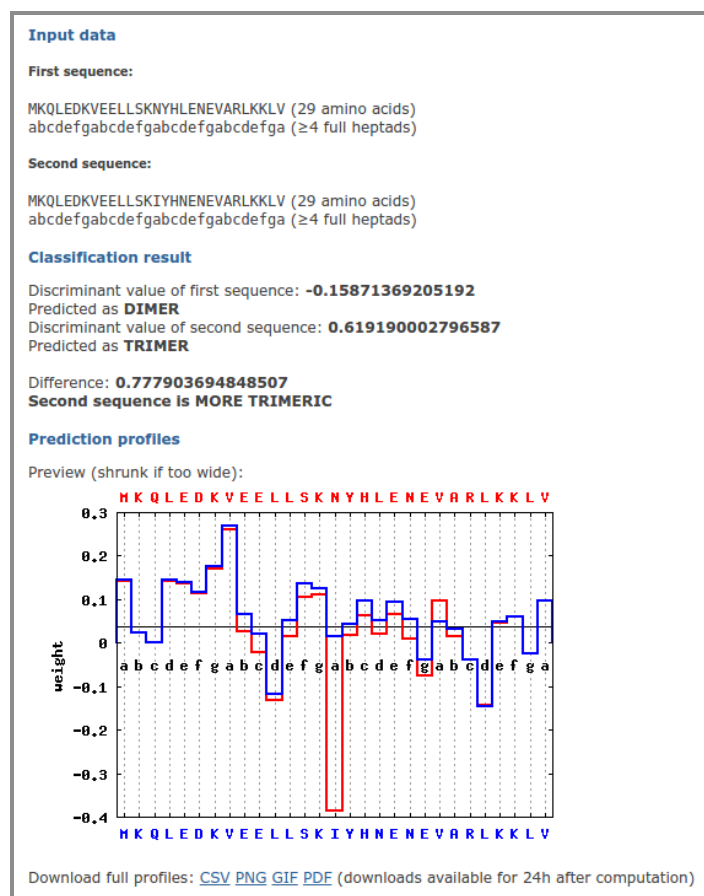 Input data
First sequence:
MKQLEDKVEELLSKNYHLENEVARLKKLV (29 amino acids)
abcdefgabcdefgabcdefgabcdefga (≥4 full heptads)
Second sequence:
MKQLEDKVEELLSKIYHNENEVARLKKLV (29 amino acids)
abcdefgabcdefgabcdefgabcdefga (≥4 full heptads)
Classification result
Discriminant value of first sequence: -0.15871369205192
Predicted as DIMER
Discriminant value of second sequence: 0.619190002796587
Predicted as TRIMER
Difference: 0.777903694848507
Second sequence is MORE TRIMERIC
Prediction profiles
Preview (shrunk if too wide):
M K Q L E D K V E E L L S K N Y H L E N E V A R L K K L V
0.3
0.2
0.1
0
-0.1
-0.2
-0.3
-0.4
weight
a b c d e f g a b c d e f g a b c d e f g a b c d e f g a
M K Q L E D K V E E L L S K I Y H N E N E V A R L K K L V
Download full profiles: CSV PNG GIF PDF (downloads available for 24h after computation)